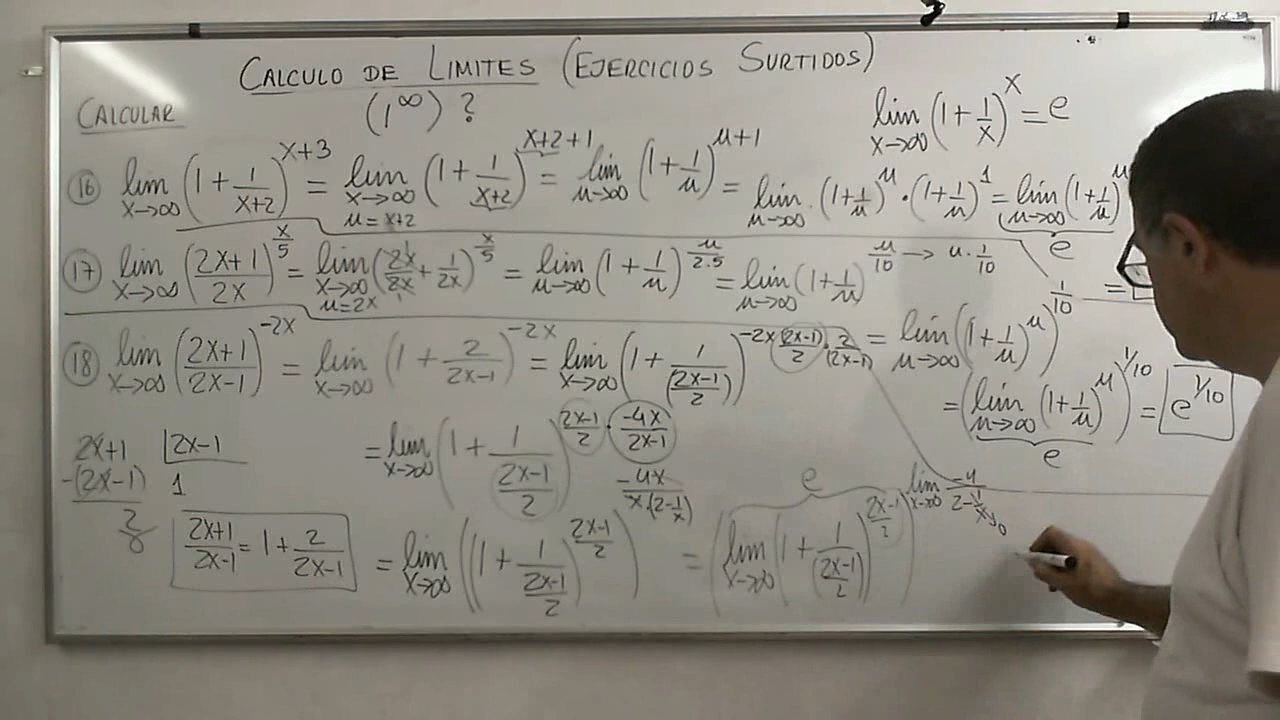 CALCULO DE LIMITES (EJERCICIOS SURTIDOS)
CALCULAR (1^∞) ?
lim x→∞ (1 + 1/x)^x = e
(16) lim x→∞ (1 + 1/(x+2))^(x+3) = lim x→∞ (1 + 1/(x+2))^(x+2+1) = lim μ→∞ (1 + 1/μ)^(μ+1) = lim μ→∞ (1+1/μ)^μ · (1+1/μ)^1 = lim μ→∞ (1+1/μ)^μ
μ = x+2
e
=
(17) lim x→∞ ((2x+1)/2x)^(x/5) = lim x→∞ (2x/2x + 1/2x)^(x/5) = lim μ→∞ (1 + 1/μ)^(μ/2.5) = lim μ→∞ (1+1/μ)^(μ/10) → μ · 1/10
μ=2x
= lim μ→∞ ((1+1/μ)^μ)^(1/10)
= (lim μ→∞ (1+1/μ)^μ)^(1/10) = e^(1/10)
e
(18) lim x→∞ ((2x+1)/(2x-1))^(-2x) = lim x→∞ (1 + 2/(2x-1))^(-2x) = lim x→∞ (1 + 1/((2x-1)/2))^(-2x (2x-1)/2 · 2/(2x-1))
= lim x→∞ (1 + 1/((2x-1)/2))^((2x-1)/2 · -4x/(2x-1))
-4x/(x·(2-1/x))
2x+1 |2x-1
-(2x-1) 1
2
(2x+1)/(2x-1) = 1 + 2/(2x-1)
= lim x→∞ ((1 + 1/((2x-1)/2))^((2x-1)/2))
= (lim x→∞ (1 + 1/((2x-1)/2))^((2x-1)/2))^(lim x→∞ -4/(2-1/x))
e
0